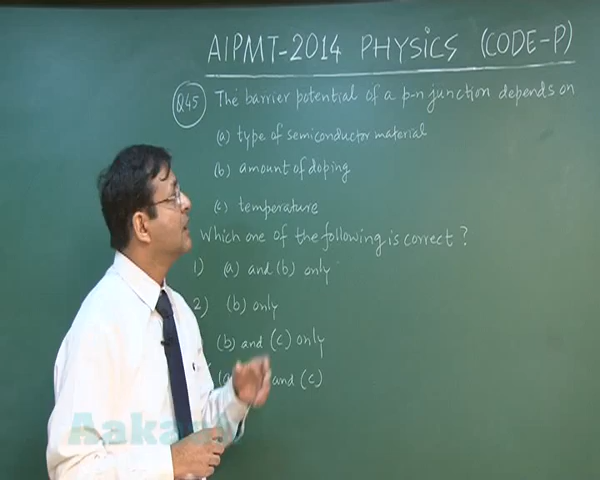 AIPMT-2014 PHYSICS (CODE-P)
Q45 The barrier potential of a p-n junction depends on
(a) type of semiconductor material
(b) amount of doping
(c) temperature
Which one of the following is correct?
1) (a) and (b) only
2) (b) only
(b) and (c) only
and (c)
Aakas